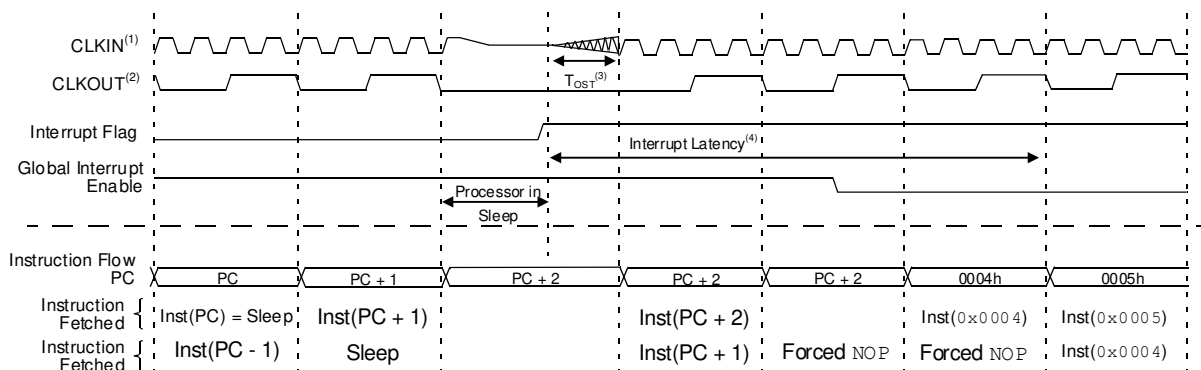 CLKIN(1)
CLKOUT(2)
TOST(3)
Interrupt Flag
Interrupt Latency(4)
Global Interrupt
Enable
Processor in
Sleep
Instruction Flow
PC
PC
PC + 1
PC + 2
PC + 2
PC + 2
0004h
0005h
Instruction
Fetched
Inst(PC) = Sleep
Inst(PC + 1)
Inst(PC + 2)
Inst(0x0004)
Inst(0x0005)
Instruction
Fetched
Inst(PC - 1)
Sleep
Inst(PC + 1)
Forced NOP
Forced NOP
Inst(0x0004)